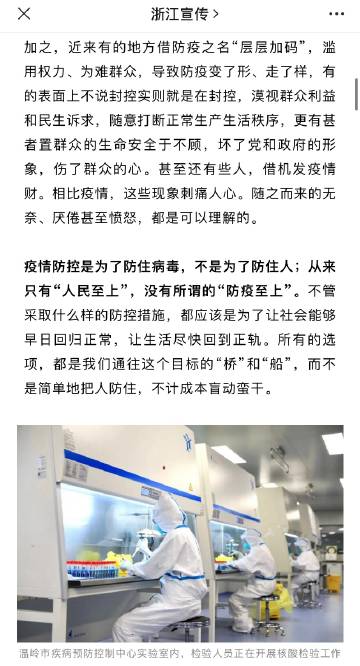 浙江宣传
加之，近来有的地方借防疫之名“层层加码”，滥
用权力、为难群众，导致防疫变了形、走了样，有
的表面上不说封控实则就是在封控，漠视群众利益
和民生诉求，随意打断正常生产生活秩序，更有甚
者置群众的生命安全于不顾，坏了党和政府的形
象，伤了群众的心。甚至还有些人，借机发疫情
财。相比疫情，这些现象刺痛人心。随之而来的无
奈、厌倦甚至愤怒，都是可以理解的。
疫情防控是为了防住病毒，不是为了防住人；从来
只有“人民至上”，没有所谓的“防疫至上”。不管
采取什么样的防控措施，都应该是为了让社会能够
早日回归正常，让生活尽快回到正轨。所有的选
项，都是我们通往这个目标的“桥”和“船”，而不
是简单地把人防住，不计成本盲动蛮干。
温岭市疾病预防控制中心实验室内，检验人员正在开展核酸检验工作